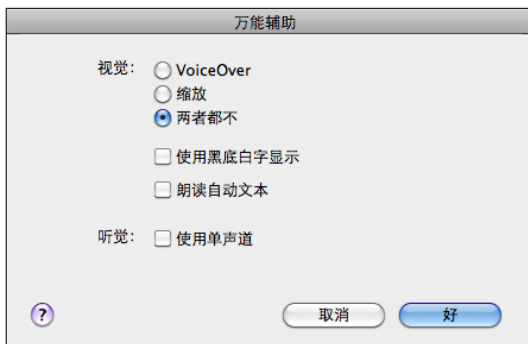 万能辅助
视觉： VoiceOver
缩放
两者都不
使用黑底白字显示
朗读自动文本
听觉： 使用单声道
? 取消 好